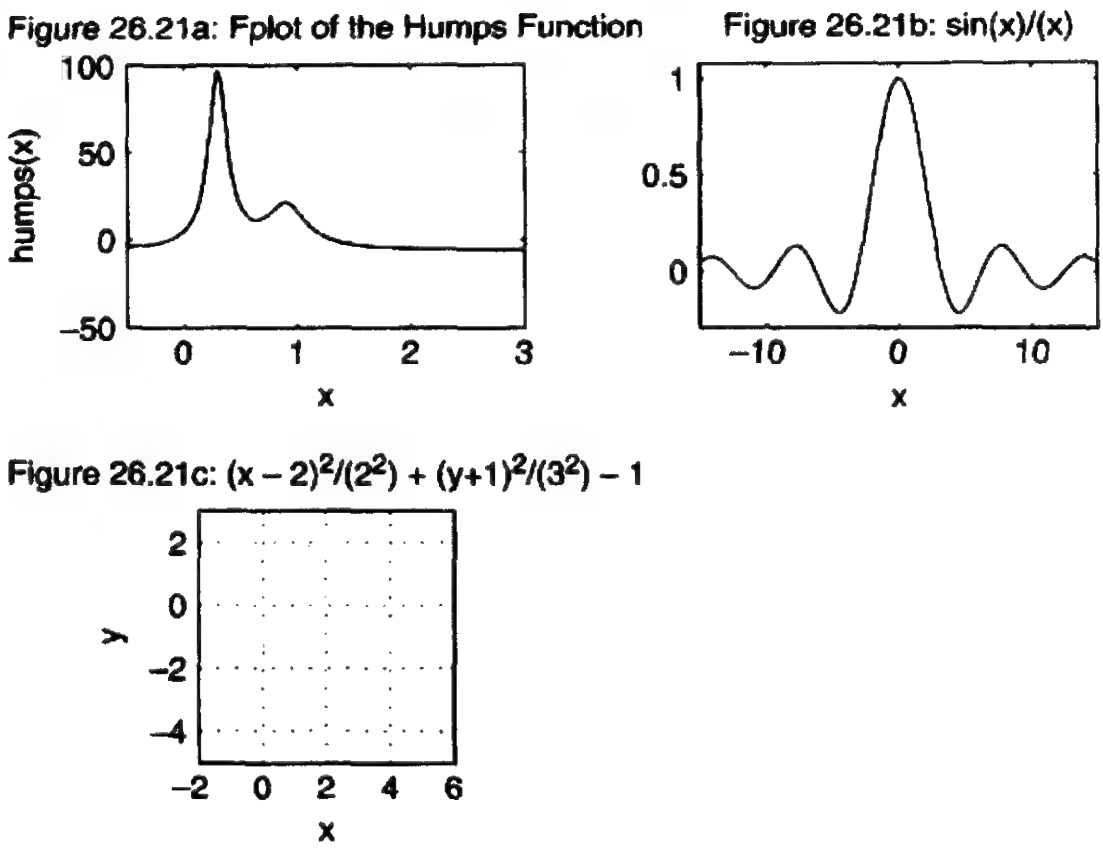 Figure 26.21a: Fplot of the Humps Function
100
50
0
−50
humps(x)
0 1 2 3
x
Figure 26.21b: sin(x)/(x)
1
0.5
0
−10 0 10
x
Figure 26.21c: (x − 2)²/(2²) + (y+1)²/(3²) − 1
2
0
−2
−4
y
−2 0 2 4 6
x